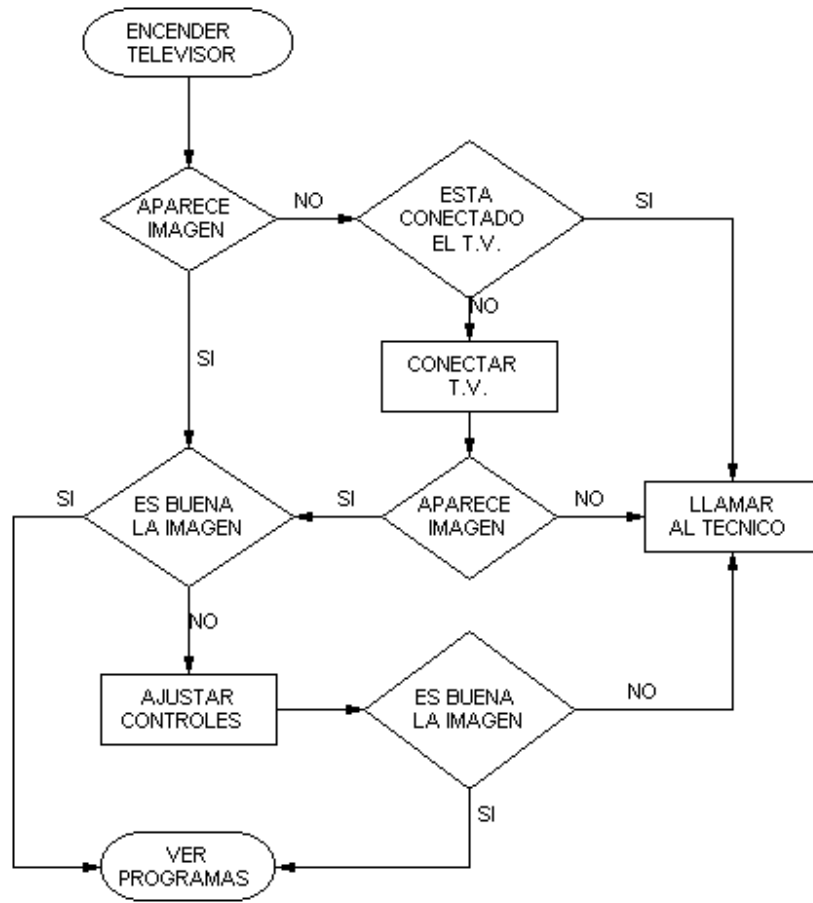 ENCENDER
TELEVISOR
APARECE
IMAGEN
NO
ESTA
CONECTADO
EL T.V.
SI
NO
SI
CONECTAR
T.V.
SI
ES BUENA
LA IMAGEN
SI
APARECE
IMAGEN
NO
LLAMAR
AL TECNICO
NO
AJUSTAR
CONTROLES
ES BUENA
LA IMAGEN
NO
SI
VER
PROGRAMAS